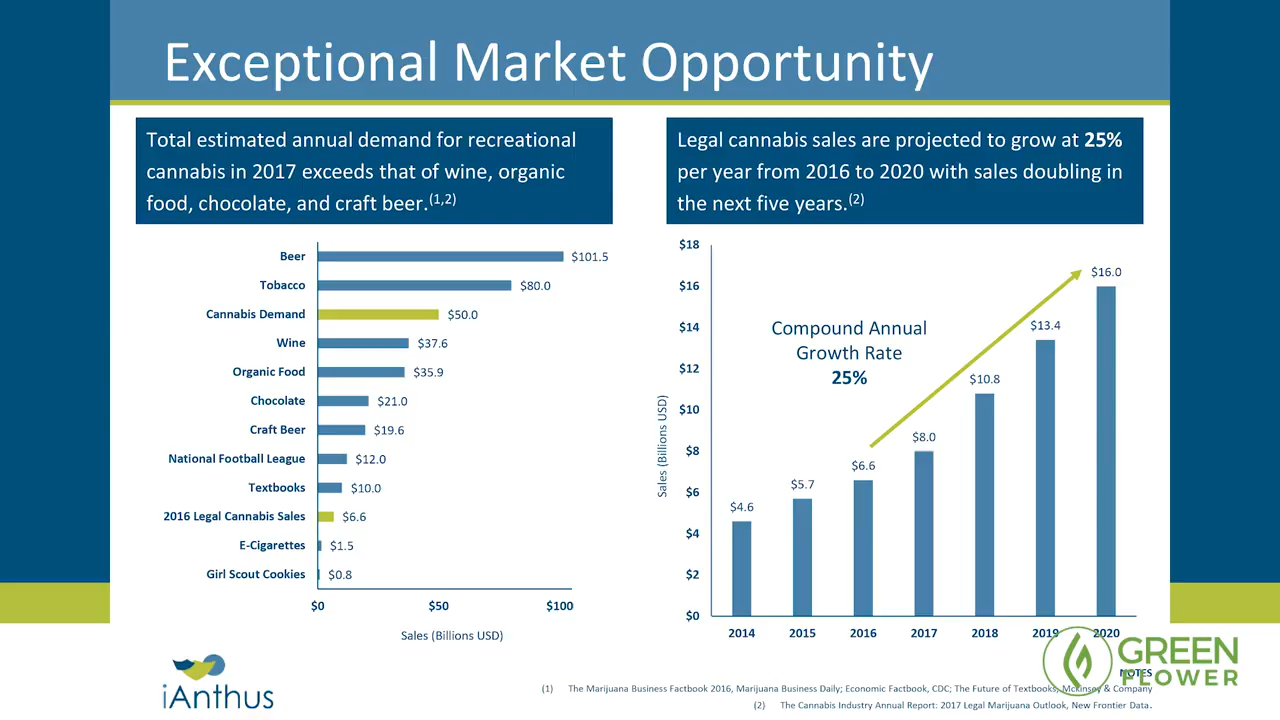 Exceptional Market Opportunity
Total estimated annual demand for recreational
cannabis in 2017 exceeds that of wine, organic
food, chocolate, and craft beer.(1,2)
Beer $101.5
Tobacco $80.0
Cannabis Demand $50.0
Wine $37.6
Organic Food $35.9
Chocolate $21.0
Craft Beer $19.6
National Football League $12.0
Textbooks $10.0
2016 Legal Cannabis Sales $6.6
E-Cigarettes $1.5
Girl Scout Cookies $0.8
$0 $50 $100
Sales (Billions USD)
Legal cannabis sales are projected to grow at 25%
per year from 2016 to 2020 with sales doubling in
the next five years.(2)
$18
$16
$14
$12
$10
$8
$6
$4
$2
$0
Sales (Billions USD)
Compound Annual
Growth Rate
25%
$4.6
$5.7
$6.6
$8.0
$10.8
$13.4
$16.0
2014 2015 2016 2017 2018 2019 2020
iAnthus
GREEN
FLOWER
NOTES
(1) The Marijuana Business Factbook 2016, Marijuana Business Daily; Economic Factbook, CDC; The Future of Textbooks, Mckinsey & Company
(2) The Cannabis Industry Annual Report: 2017 Legal Marijuana Outlook, New Frontier Data.